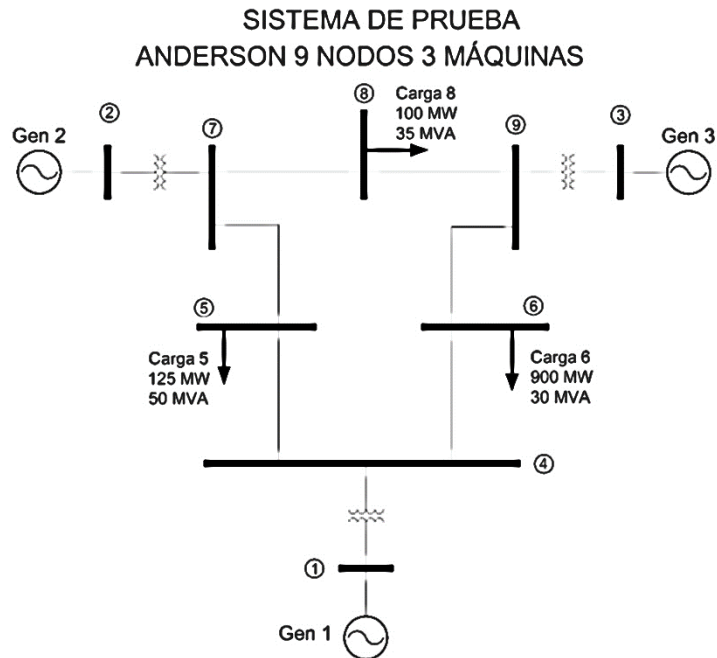 SISTEMA DE PRUEBA
ANDERSON 9 NODOS 3 MÁQUINAS
⑧
Carga 8
100 MW
35 MVA
②
Gen 2
⑦
⑨
③
Gen 3
⑤
Carga 5
125 MW
50 MVA
⑥
Carga 6
900 MW
30 MVA
④
①
Gen 1